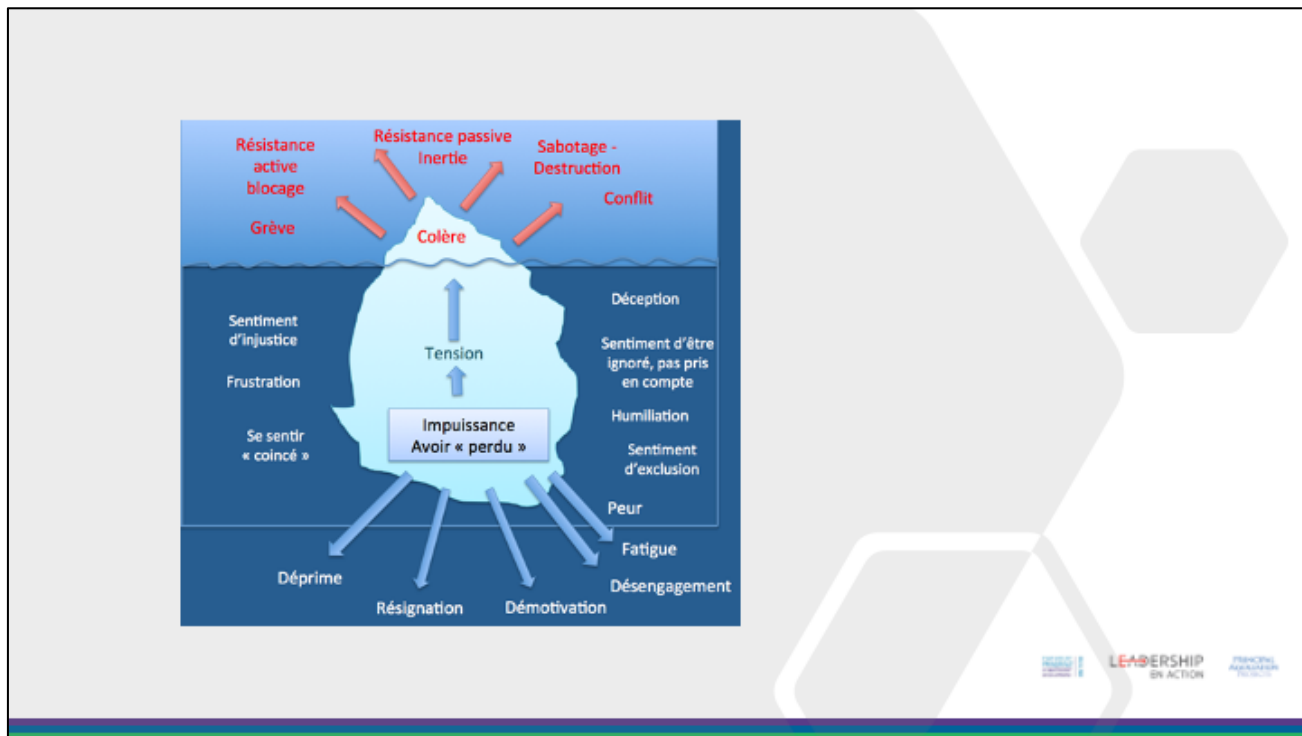 Résistance
active
blocage
Grève
Résistance passive
Inertie
Sabotage -
Destruction
Conflit
Colère
Sentiment
d'injustice
Frustration
Se sentir
« coincé »
Tension
Impuissance
Avoir « perdu »
Déception
Sentiment d'être
ignoré, pas pris
en compte
Humiliation
Sentiment
d'exclusion
Peur
Fatigue
Désengagement
Déprime
Résignation
Démotivation
LEADERSHIP
EN ACTION